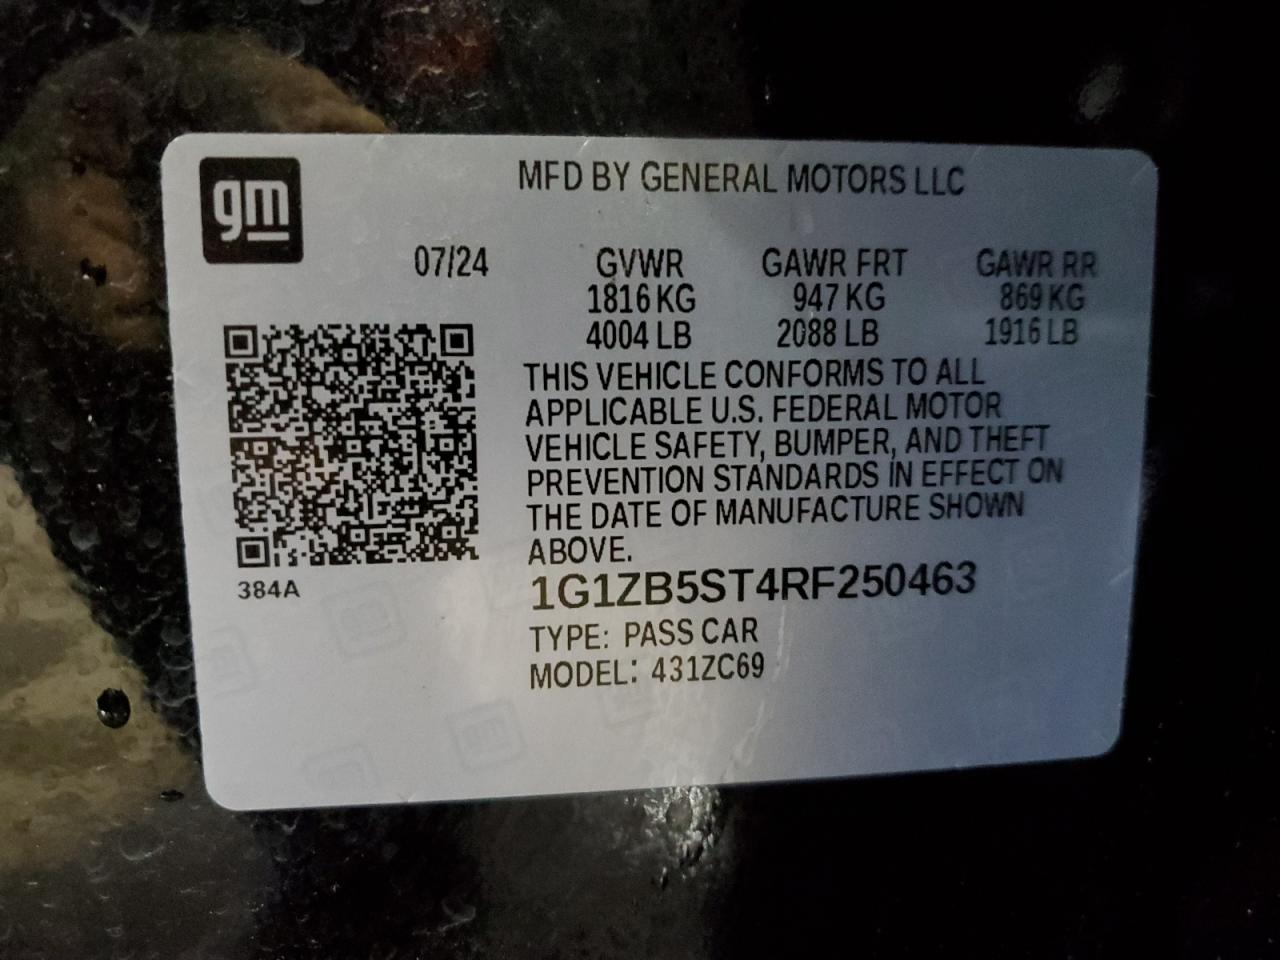 gm
MFD BY GENERAL MOTORS LLC
07/24 GVWR GAWR FRT GAWR RR
1816 KG 947 KG 869 KG
4004 LB 2088 LB 1916 LB
THIS VEHICLE CONFORMS TO ALL
APPLICABLE U.S. FEDERAL MOTOR
VEHICLE SAFETY, BUMPER, AND THEFT
PREVENTION STANDARDS IN EFFECT ON
THE DATE OF MANUFACTURE SHOWN
ABOVE.
384A
1G1ZB5ST4RF250463
TYPE: PASS CAR
MODEL: 431ZC69